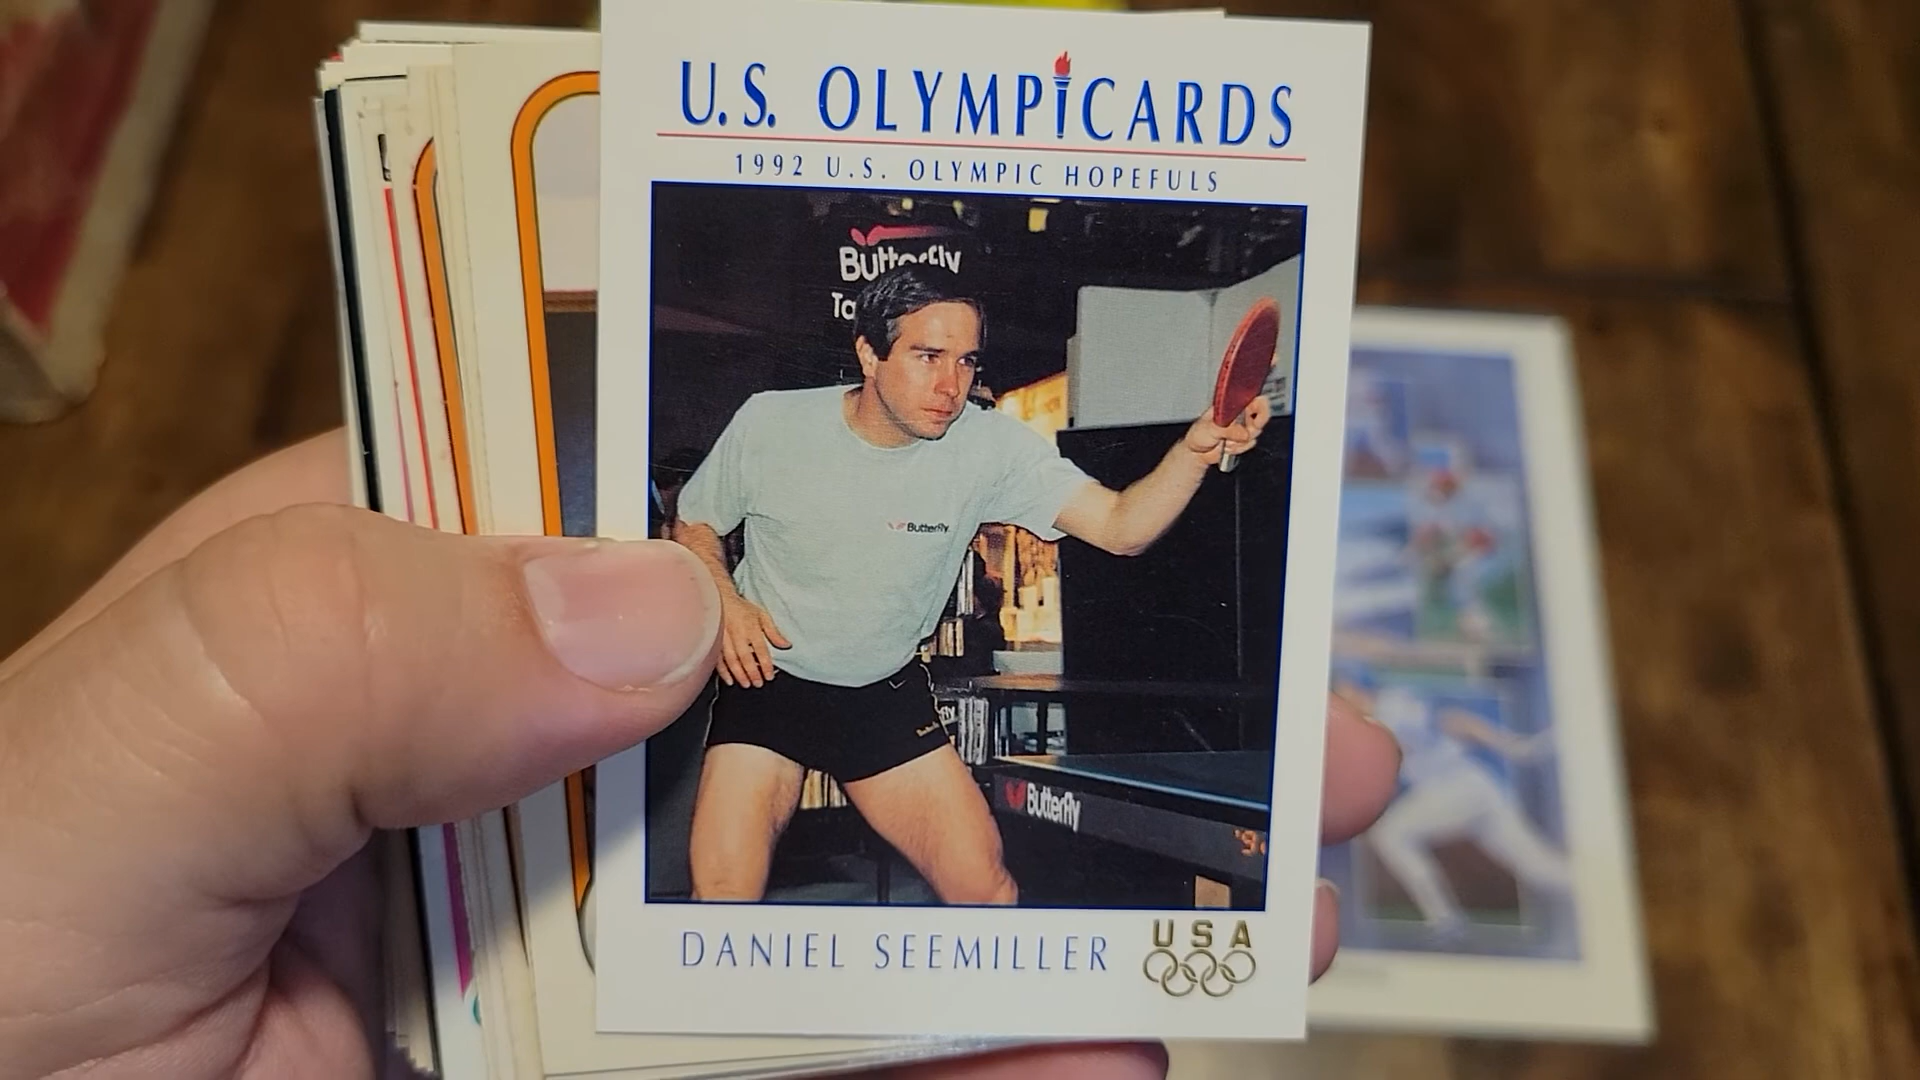 U.S. OLYMPICARDS
1992 U.S. OLYMPIC HOPEFULS
Butterfly
Butterfly
Butterfly
DANIEL SEEMILLER
USA